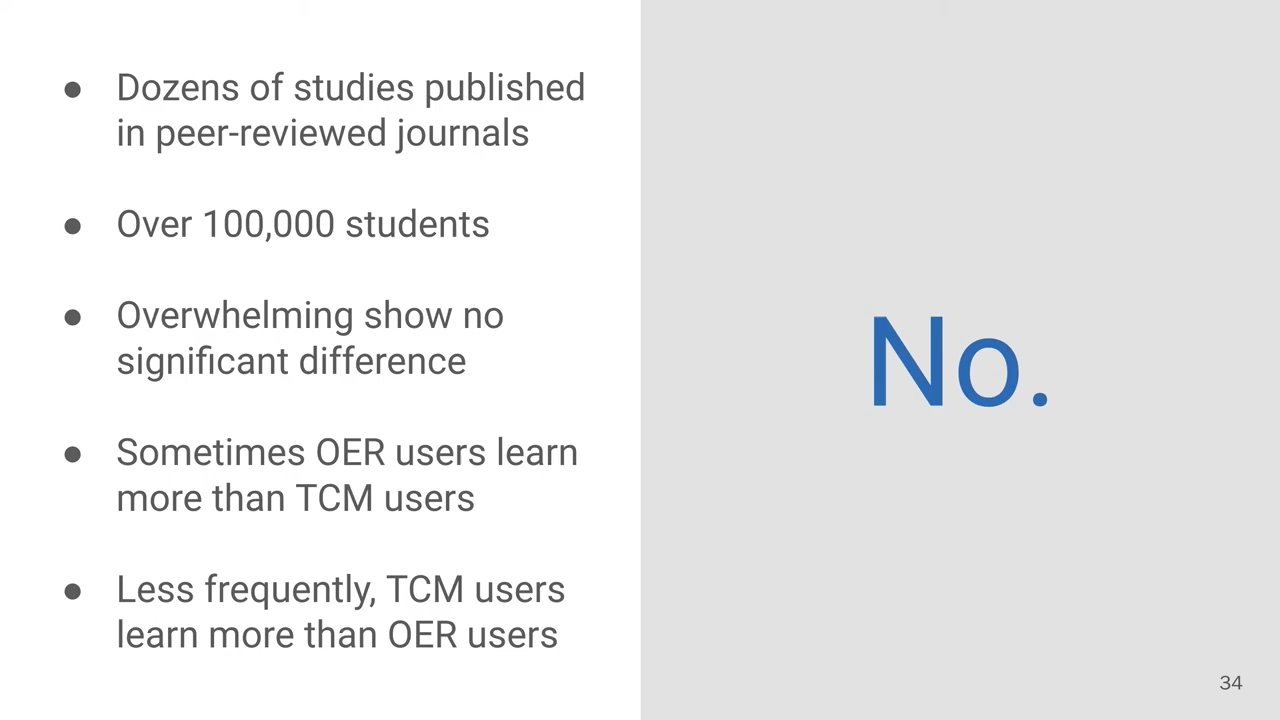 ● Dozens of studies published
in peer-reviewed journals
● Over 100,000 students
● Overwhelming show no
significant difference
● Sometimes OER users learn
more than TCM users
● Less frequently, TCM users
learn more than OER users
No.
34